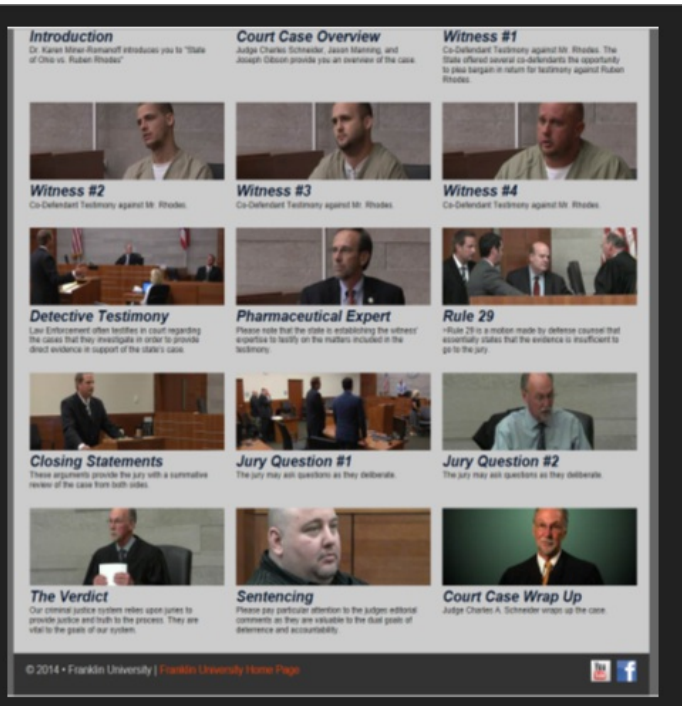 Introduction
Dr. Karen Miner-Romanoff introduces you to "State
of Ohio vs. Ruben Rhodes"
Court Case Overview
Judge Charles Schneider, Jason Manning, and
Joseph Gibson provide you an overview of the case.
Witness #1
Co-Defendant Testimony against Mr. Rhodes. The
State offered several co-defendants the opportunity
to plea bargain in return for testimony against Ruben
Rhodes.
Witness #2
Co-Defendant Testimony against Mr. Rhodes.
Witness #3
Co-Defendant Testimony against Mr. Rhodes.
Witness #4
Co-Defendant Testimony against Mr. Rhodes.
Detective Testimony
Law Enforcement often testifies in court regarding
the cases that they investigate in order to provide
direct evidence in support of the state's case.
Pharmaceutical Expert
Please note that the state is establishing the witness'
expertise to testify on the matters included in the
testimony.
Rule 29
>Rule 29 is a motion made by defense counsel that
essentially states that the evidence is insufficient to
go to the jury.
Closing Statements
These arguments provide the jury with a summative
review of the case from both sides.
Jury Question #1
The jury may ask questions as they deliberate.
Jury Question #2
The jury may ask questions as they deliberate.
The Verdict
Our criminal justice system relies upon juries to
provide justice and truth to the process. They are
vital to the goals of our system.
Sentencing
Please pay particular attention to the judges editorial
comments as they are valuable to the dual goals of
deterrence and accountability.
Court Case Wrap Up
Judge Charles A. Schneider wraps up the case.
© 2014 • Franklin University | Franklin University Home Page
You
f